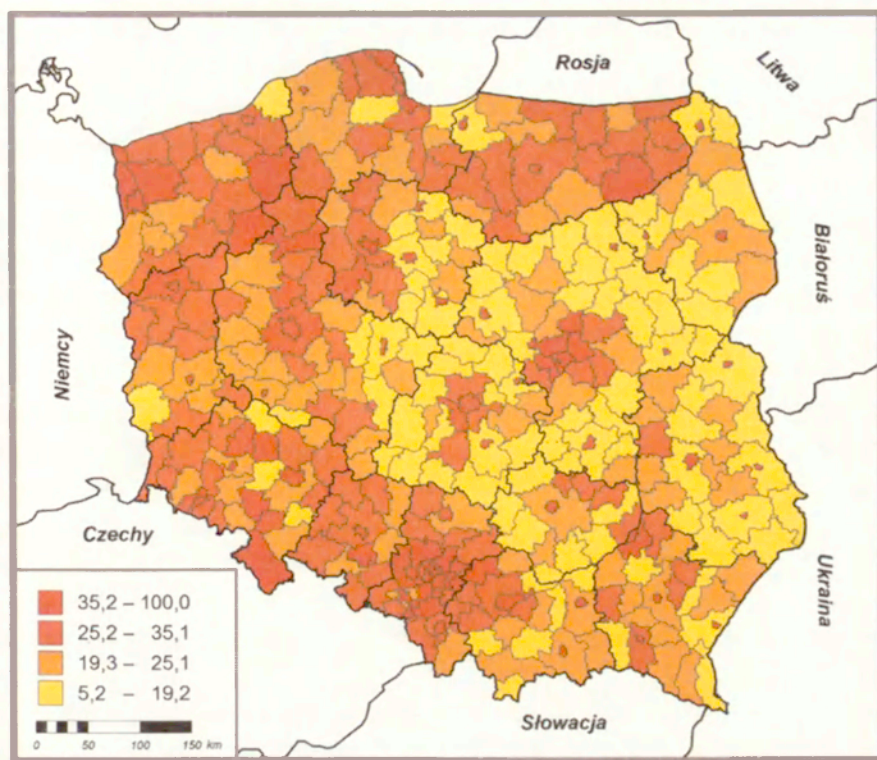 Rosja
Litwa
Białoruś
Niemcy
Czechy
Ukraina
Słowacja
35,2 – 100,0
25,2 – 35,1
19,3 – 25,1
5,2 – 19,2
0 50 100 150 km